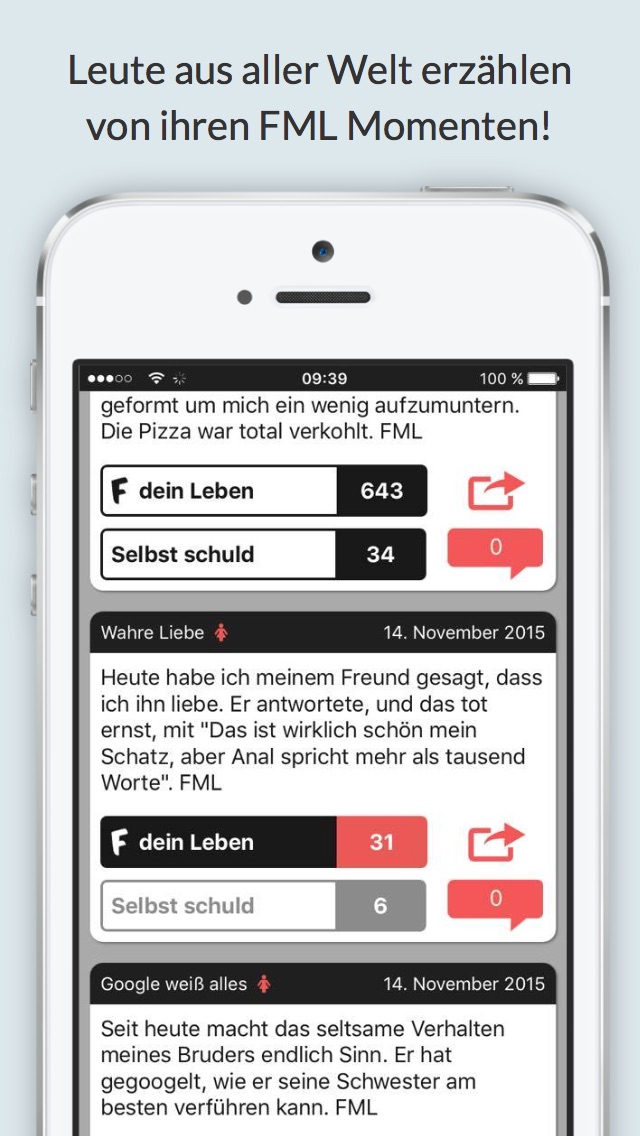 Leute aus aller Welt erzählen
von ihren FML Momenten!
09:39
100 %
geformt um mich ein wenig aufzumuntern.
Die Pizza war total verkohlt. FML
F dein Leben 643
Selbst schuld 34
0
Wahre Liebe 14. November 2015
Heute habe ich meinem Freund gesagt, dass
ich ihn liebe. Er antwortete, und das tot
ernst, mit "Das ist wirklich schön mein
Schatz, aber Anal spricht mehr als tausend
Worte". FML
F dein Leben 31
Selbst schuld 6
0
Google weiß alles 14. November 2015
Seit heute macht das seltsame Verhalten
meines Bruders endlich Sinn. Er hat
gegoogelt, wie er seine Schwester am
besten verführen kann. FML